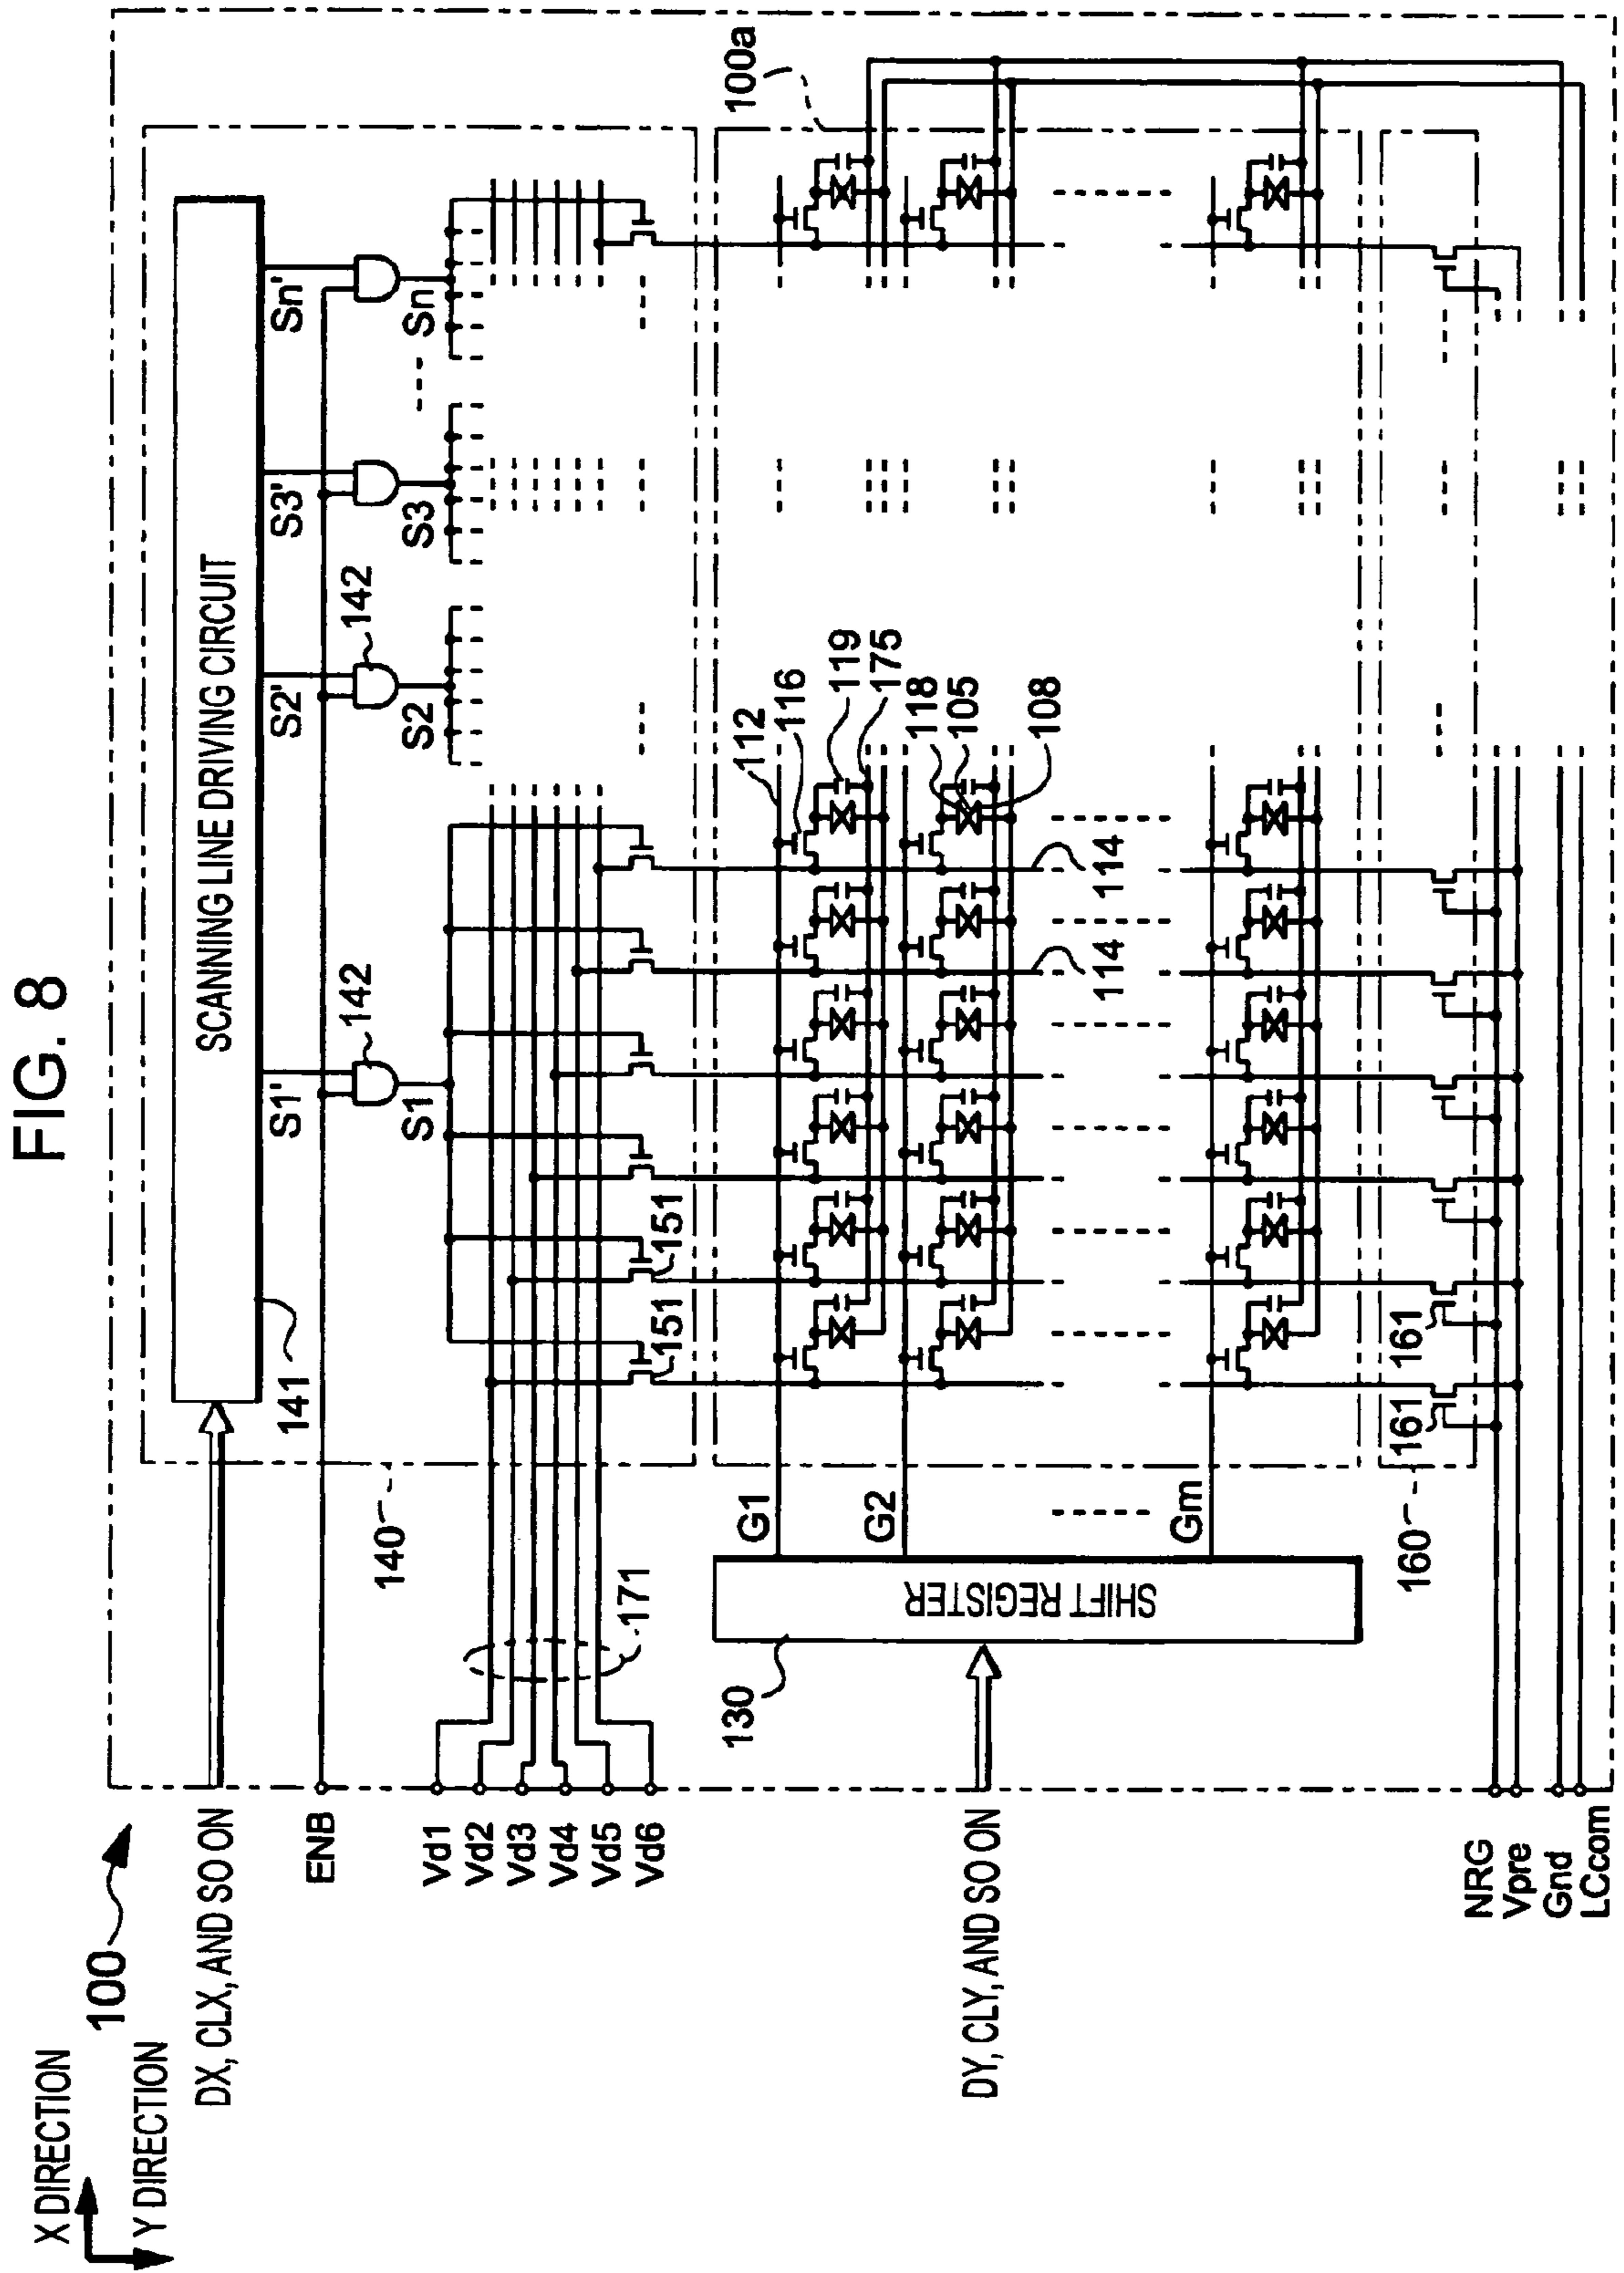 FIG. 8
X DIRECTION
Y DIRECTION
100
DX, CLX, AND SO ON
141
SCANNING LINE DRIVING CIRCUIT
S1' S2' S3' Sn'
ENB
142 142
S1 S2 S3 Sn
140
Vd1
Vd2
Vd3
Vd4
Vd5
Vd6
171
151 151
100a
G1
112
116
119
175
G2
118
105
108
130
SHIFT REGISTER
DY, CLY, AND SO ON
114 114
Gm
160
161 161
NRG
Vpre
Gnd
LCcom